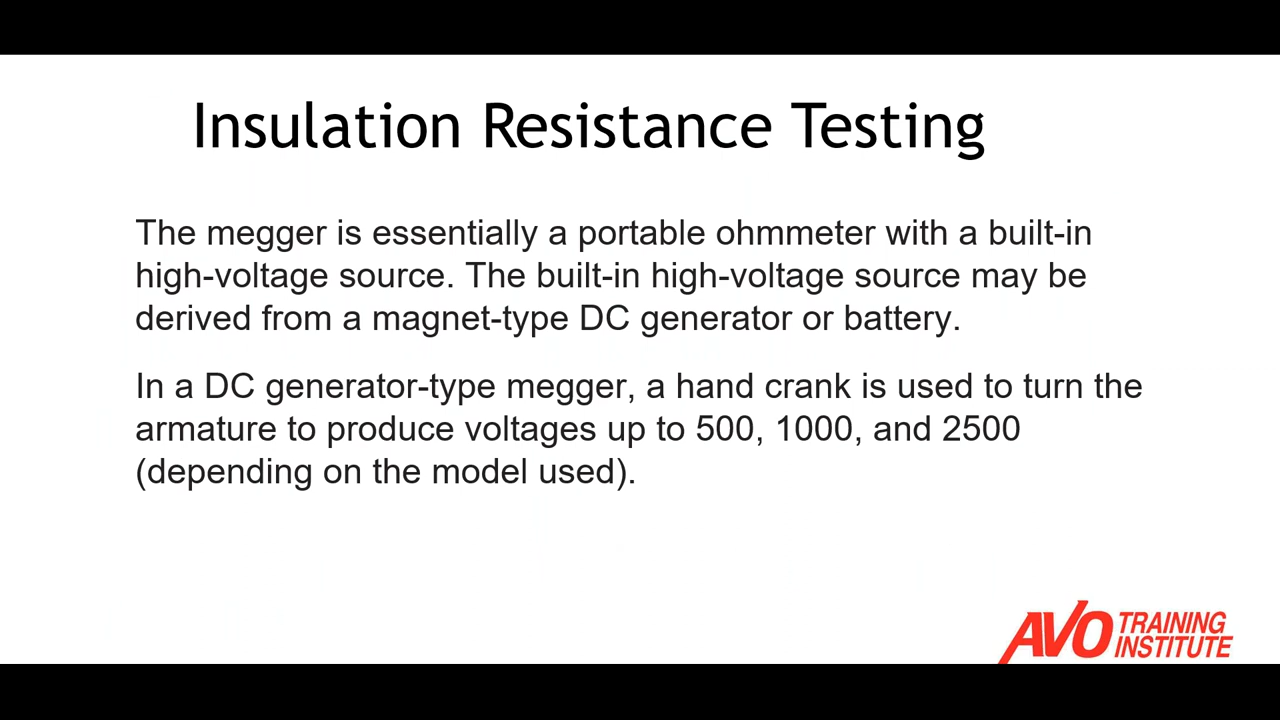 Insulation Resistance Testing
The megger is essentially a portable ohmmeter with a built-in
high-voltage source. The built-in high-voltage source may be
derived from a magnet-type DC generator or battery.
In a DC generator-type megger, a hand crank is used to turn the
armature to produce voltages up to 500, 1000, and 2500
(depending on the model used).
AVO TRAINING
INSTITUTE